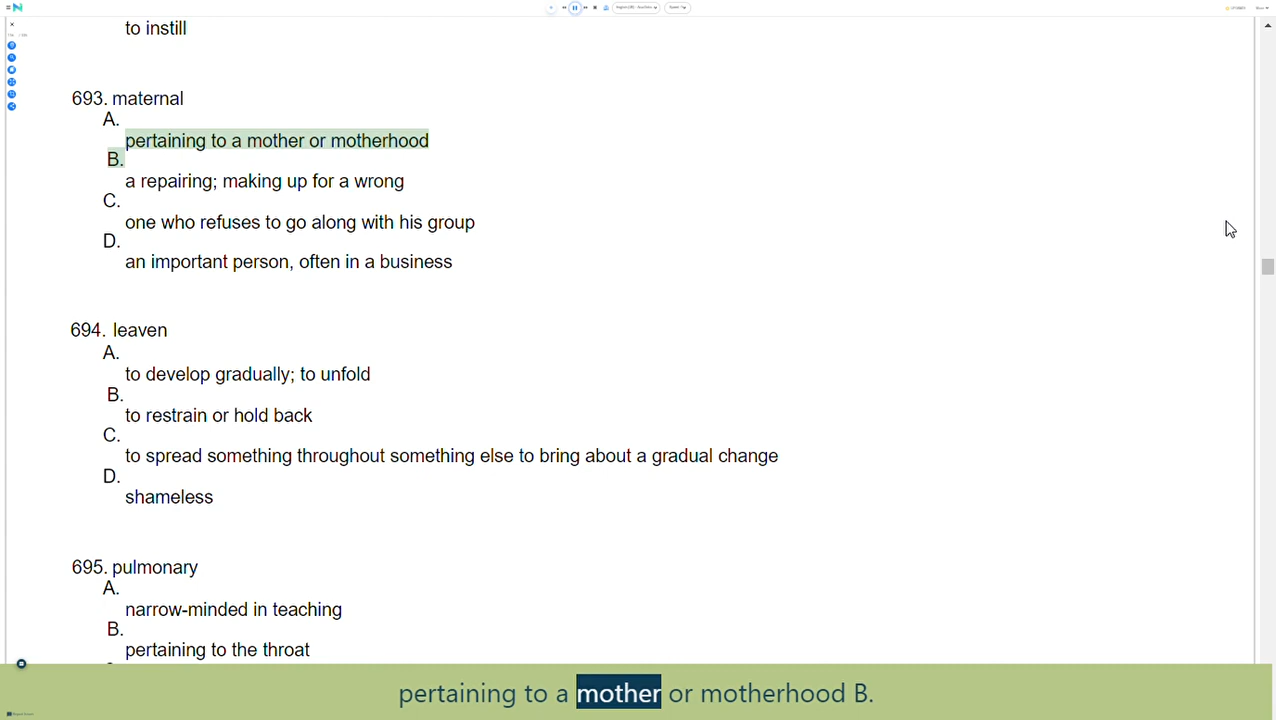 to instill
693. maternal
A.
pertaining to a mother or motherhood
B.
a repairing; making up for a wrong
C.
one who refuses to go along with his group
D.
an important person, often in a business
694. leaven
A.
to develop gradually; to unfold
B.
to restrain or hold back
C.
to spread something throughout something else to bring about a gradual change
D.
shameless
695. pulmonary
A.
narrow-minded in teaching
B.
pertaining to the throat
pertaining to a mother or motherhood B.